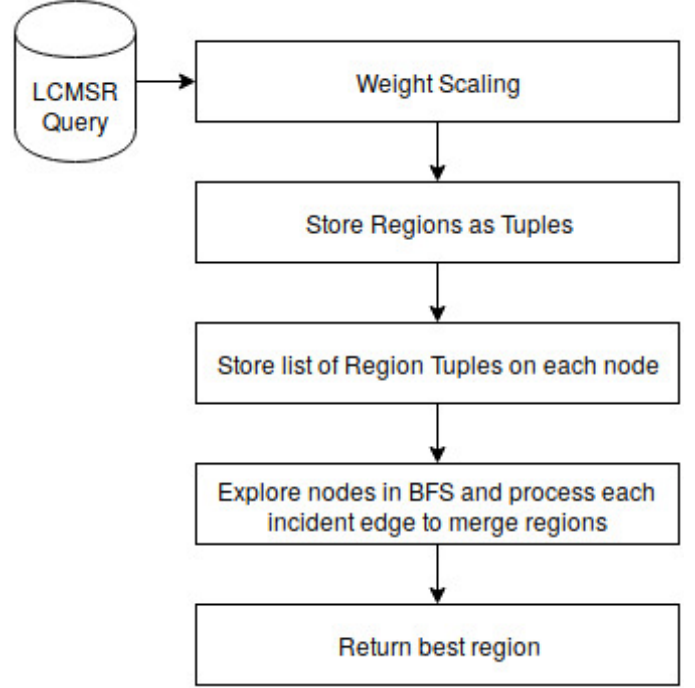 LCMSR
Query
Weight Scaling
Store Regions as Tuples
Store list of Region Tuples on each node
Explore nodes in BFS and process each
incident edge to merge regions
Return best region